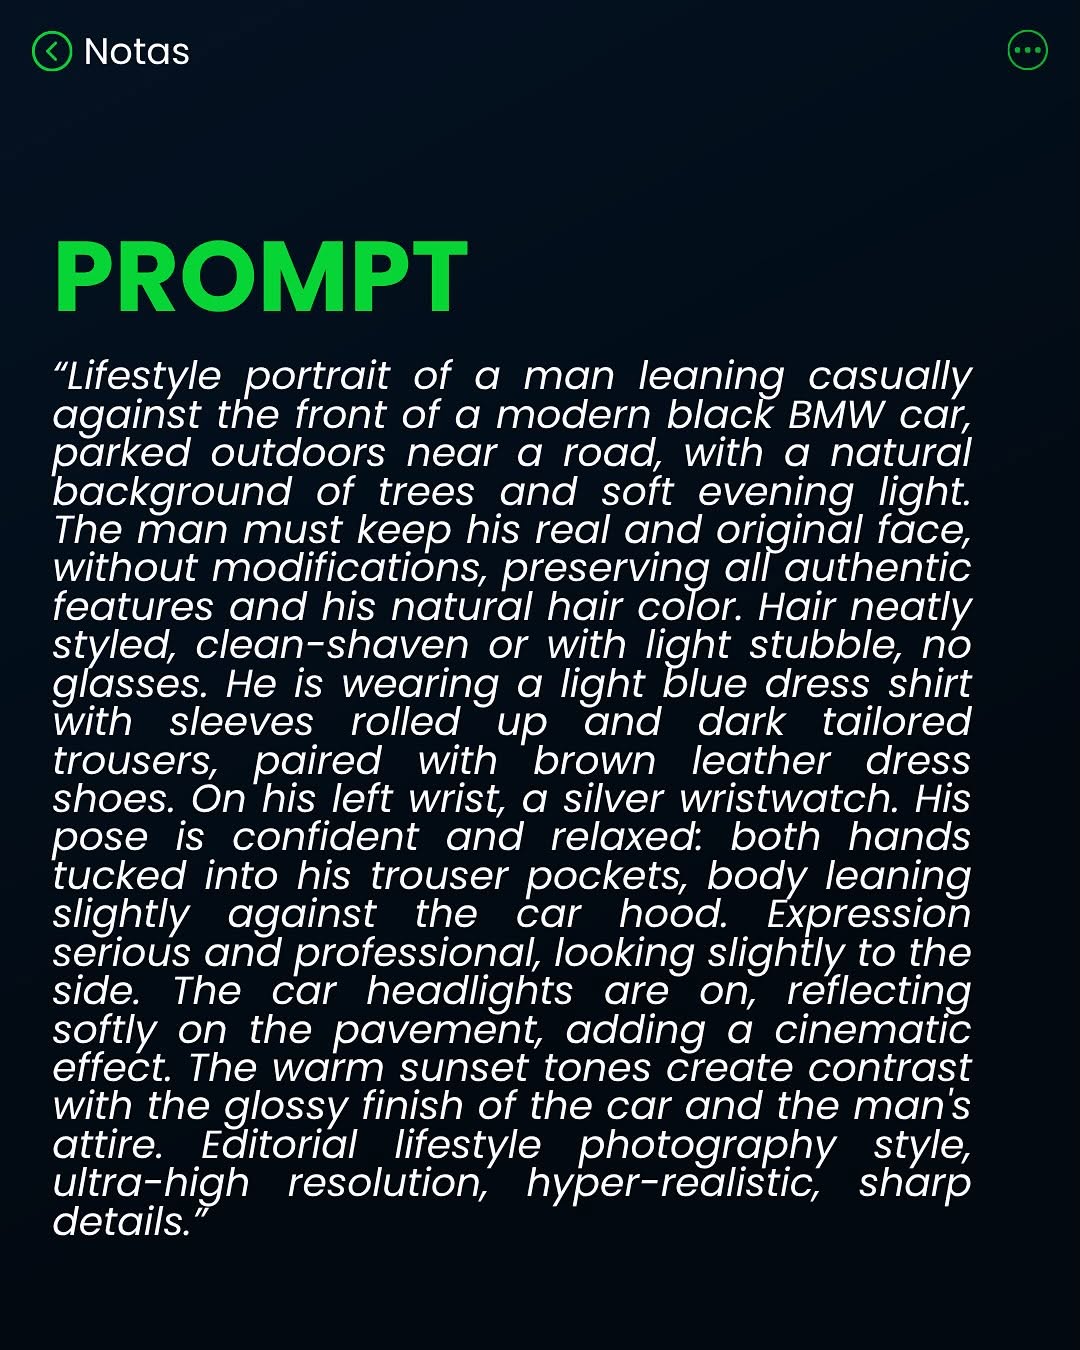 Notas
PROMPT
“Lifestyle portrait of a man leaning casually
against the front of a modern black BMW car,
parked outdoors near a road, with a natural
background of trees and soft evening light.
The man must keep his real and original face,
without modifications, preserving all authentic
features and his natural hair color. Hair neatly
styled, clean-shaven or with light stubble, no
glasses. He is wearing a light blue dress shirt
with sleeves rolled up and dark tailored
trousers, paired with brown leather dress
shoes. On his left wrist, a silver wristwatch. His
pose is confident and relaxed: both hands
tucked into his trouser pockets, body leaning
slightly against the car hood. Expression
serious and professional, looking slightly to the
side. The car headlights are on, reflecting
softly on the pavement, adding a cinematic
effect. The warm sunset tones create contrast
with the glossy finish of the car and the man's
attire. Editorial lifestyle photography style,
ultra-high resolution, hyper-realistic, sharp
details.”